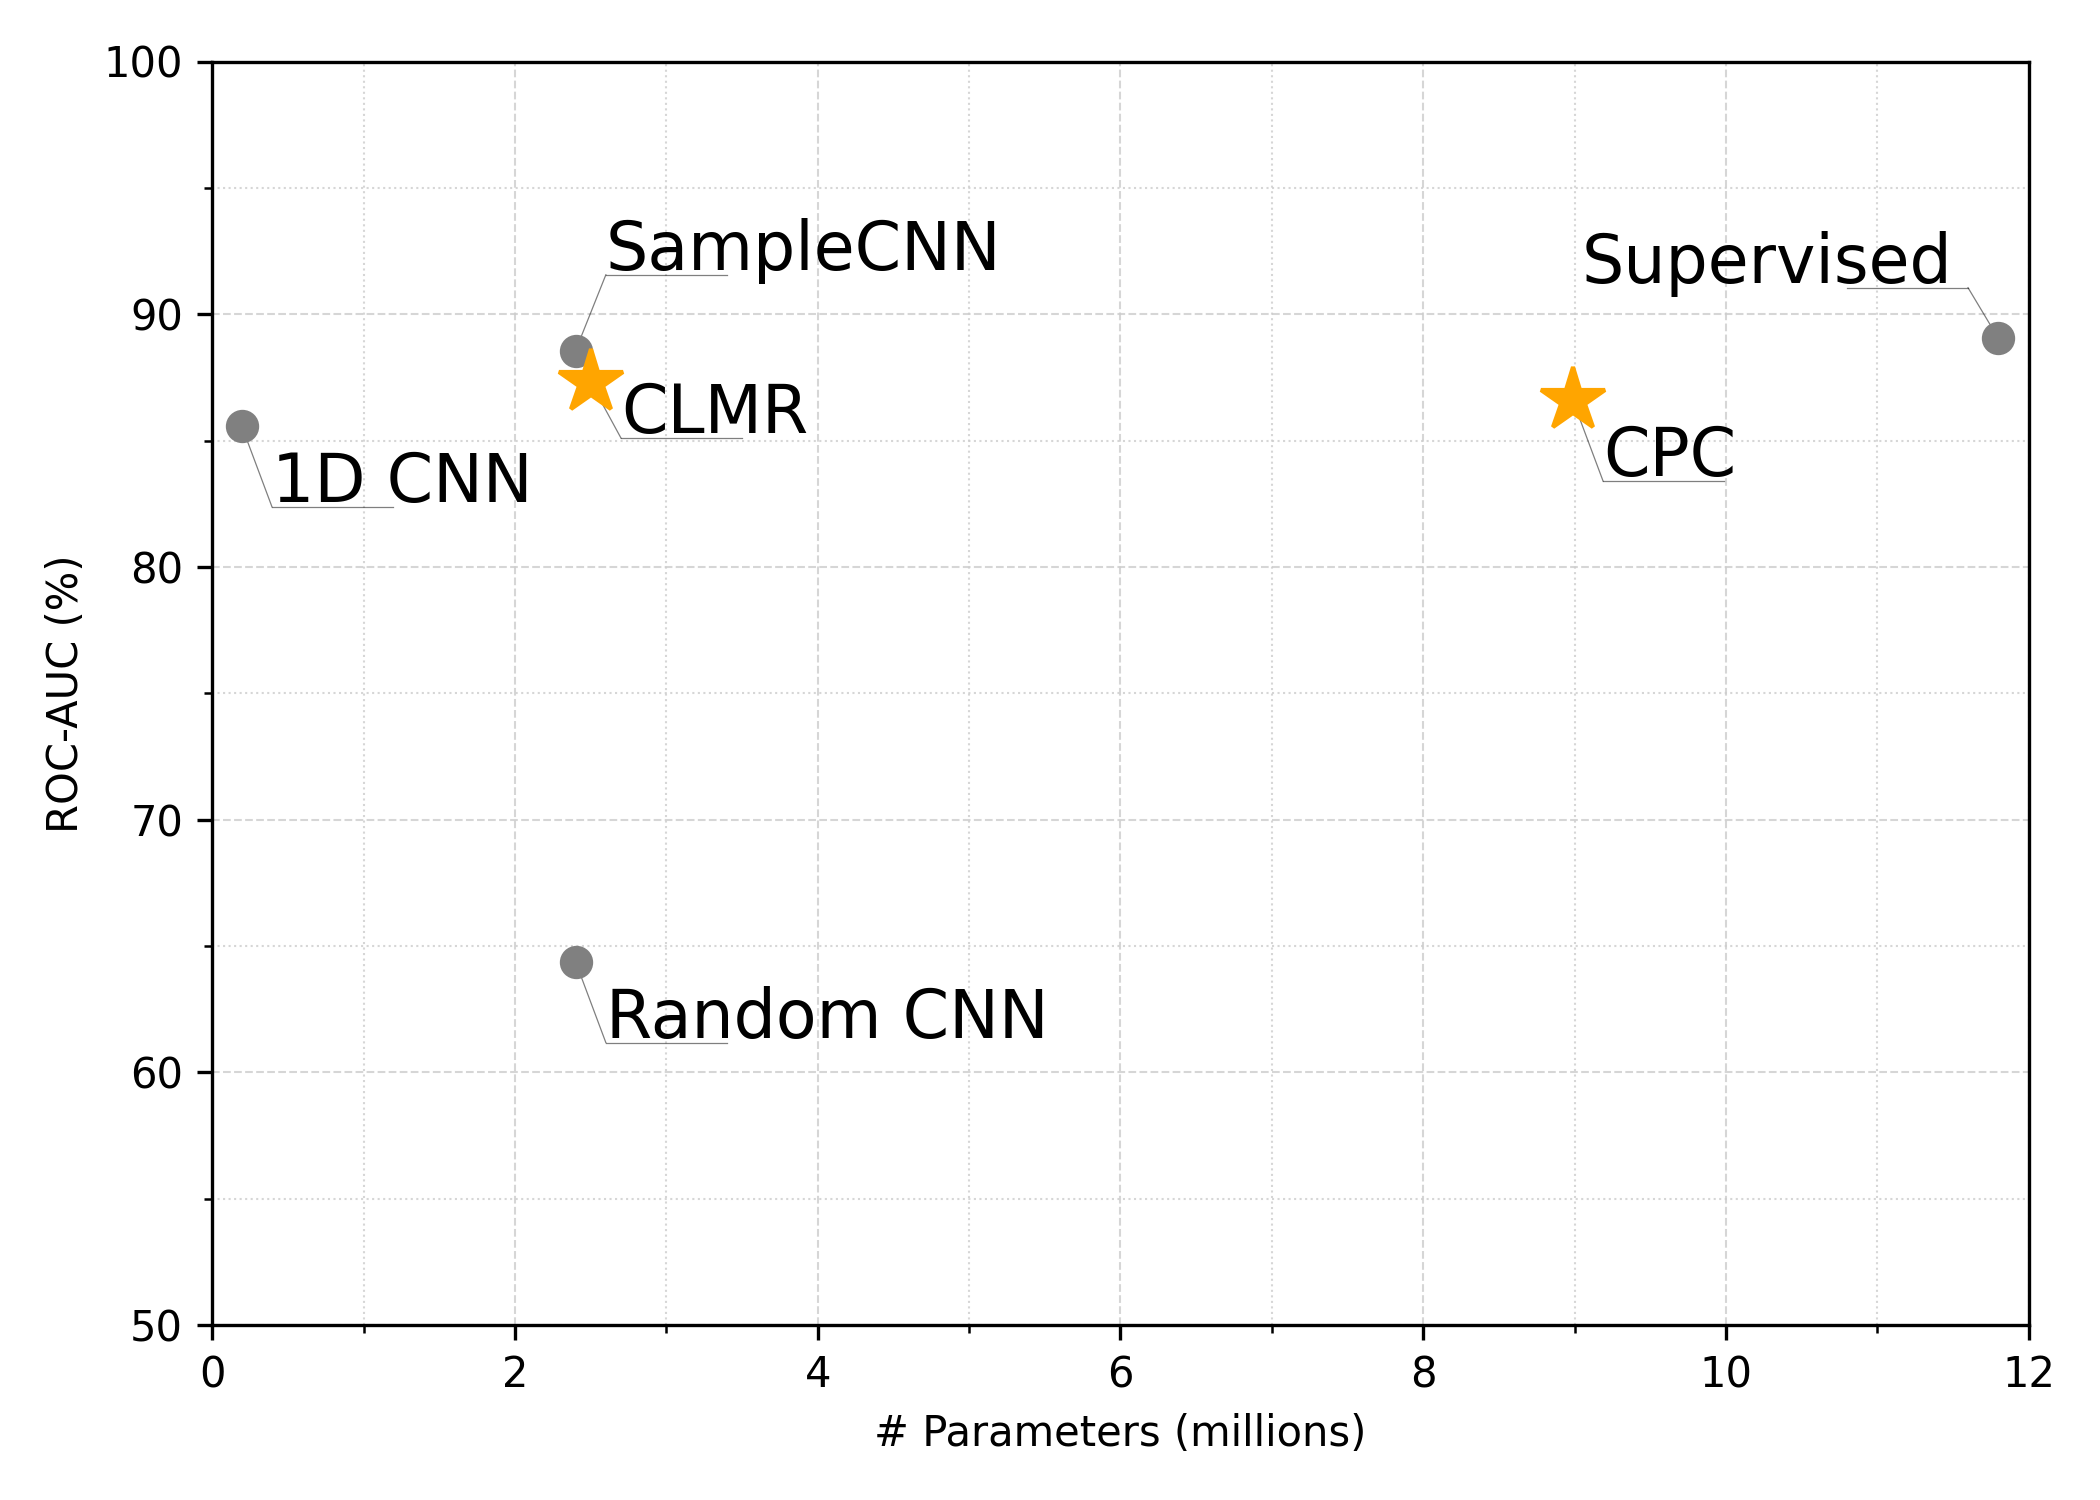 100
90
80
70
60
50
ROC-AUC (%)
SampleCNN
Supervised
CLMR
CPC
1D CNN
Random CNN
0 2 4 6 8 10 12
# Parameters (millions)